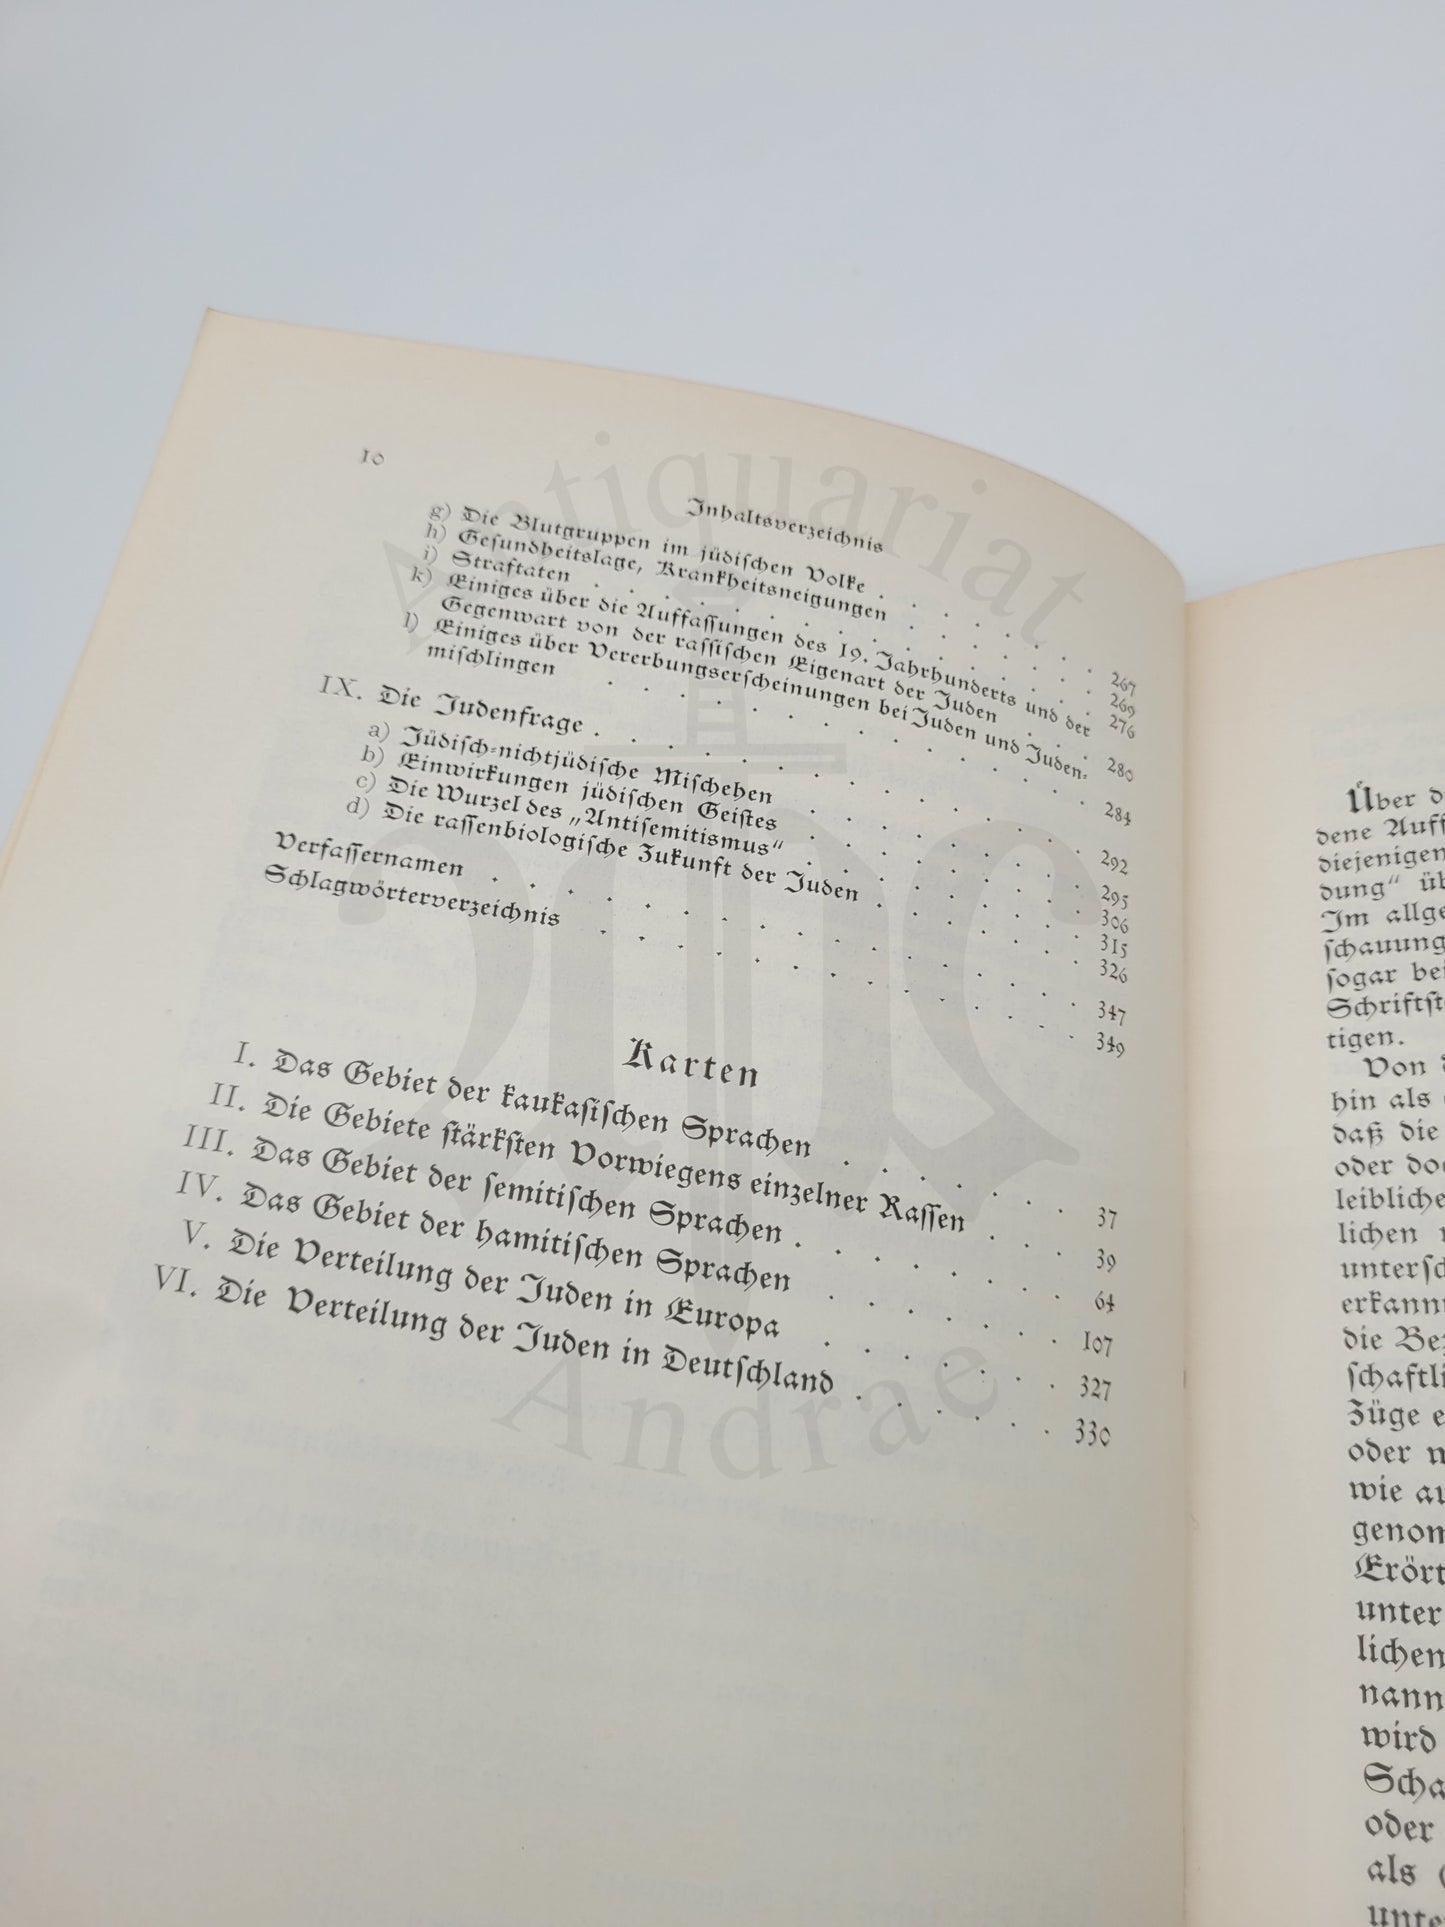 10
Inhaltsverzeichnis
g) Die Blutgruppen im jüdischen Volke . . . . . 267
h) Gesundheitslage, Krankheitsneigungen . . . . . 269
i) Straftaten . . . . . . . . . . 276
k) Einiges über die Auffassungen des 19. Jahrhunderts und der
Gegenwart von der rassischen Eigenart der Juden . . . 280
l) Einiges über Vererbungserscheinungen bei Juden und Juden-
mischlingen . . . . . . . . . . 284
IX. Die Judenfrage . . . . . . . . . . 292
a) Jüdisch-nichtjüdische Mischehen . . . . . . . 295
b) Einwirkungen jüdischen Geistes . . . . . . . 306
c) Die Wurzel des „Antisemitismus“ . . . . . . . 315
d) Die rassenbiologische Zukunft der Juden . . . . . 326
Verfassernamen . . . . . . . . . . 347
Schlagwörterverzeichnis . . . . . . . . . . 349
Karten
I. Das Gebiet der kaukasischen Sprachen . . . . . . 37
II. Die Gebiete stärksten Vorwiegens einzelner Rassen . . . 39
III. Das Gebiet der semitischen Sprachen . . . . . . 64
IV. Das Gebiet der hamitischen Sprachen . . . . . . 107
V. Die Verteilung der Juden in Europa . . . . . . 327
VI. Die Verteilung der Juden in Deutschland . . . . . 330
Über d
dene Auff
diejenigen
dung“ üb
Im allge
schauung
sogar bei
Schriftst
tigen.
Von d
hin als
daß die
oder doc
leibliche
lichen
untersch
erkann
die Bez
schaftli
Züge e
oder n
wie au
genom
Erört
unter
lichen
nann
wird
Scha
oder
als
unte
Antiquariat
Andrae